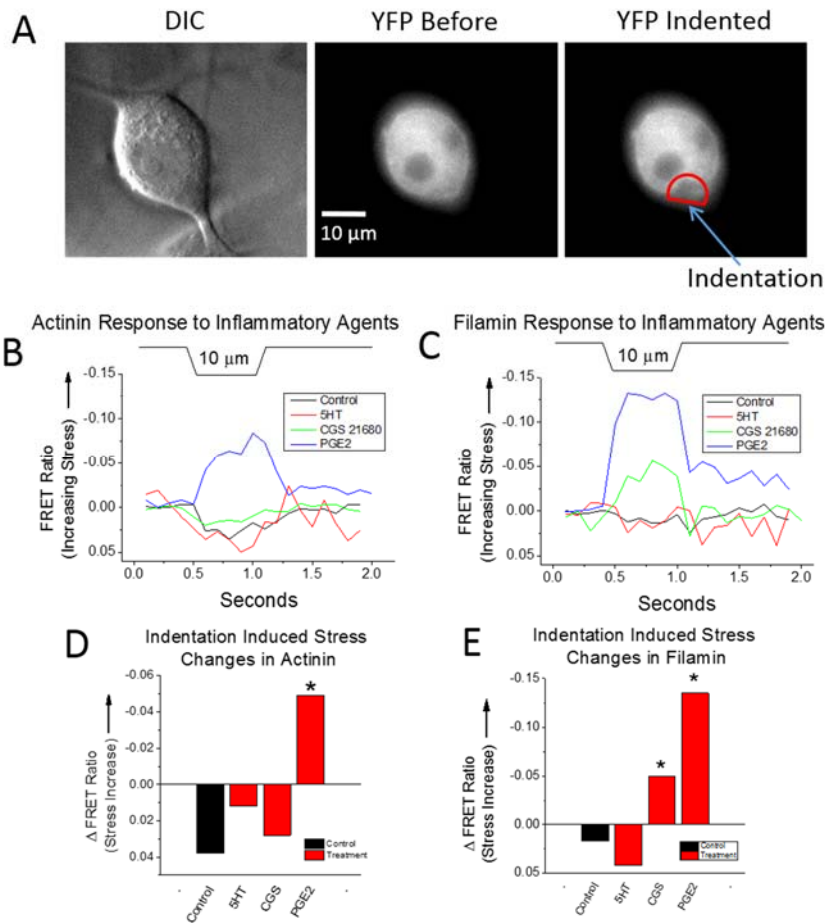 A
DIC
YFP Before
YFP Indented
10 μm
Indentation
Actinin Response to Inflammatory Agents
B
10 μm
-0.15
-0.10
-0.05
0.00
0.05
FRET Ratio
(Increasing Stress)
Control
5HT
CGS 21680
PGE2
0.0
0.5
1.0
1.5
2.0
Seconds
Filamin Response to Inflammatory Agents
C
10 μm
-0.15
-0.10
-0.05
0.00
0.05
FRET Ratio
(Increasing Stress)
Control
5HT
CGS 21680
PGE2
0.0
0.5
1.0
1.5
2.0
Seconds
D
Indentation Induced Stress
Changes in Actinin
-0.06
-0.04
-0.02
0.00
0.02
0.04
Δ FRET Ratio
(Stress Increase)
*
Control
Treatment
Control
5HT
CGS
PGE2
E
Indentation Induced Stress
Changes in Filamin
-0.15
-0.10
-0.05
0.00
0.05
Δ FRET Ratio
(Stress Increase)
*
*
Control
Treatment
Control
5HT
CGS
PGE2